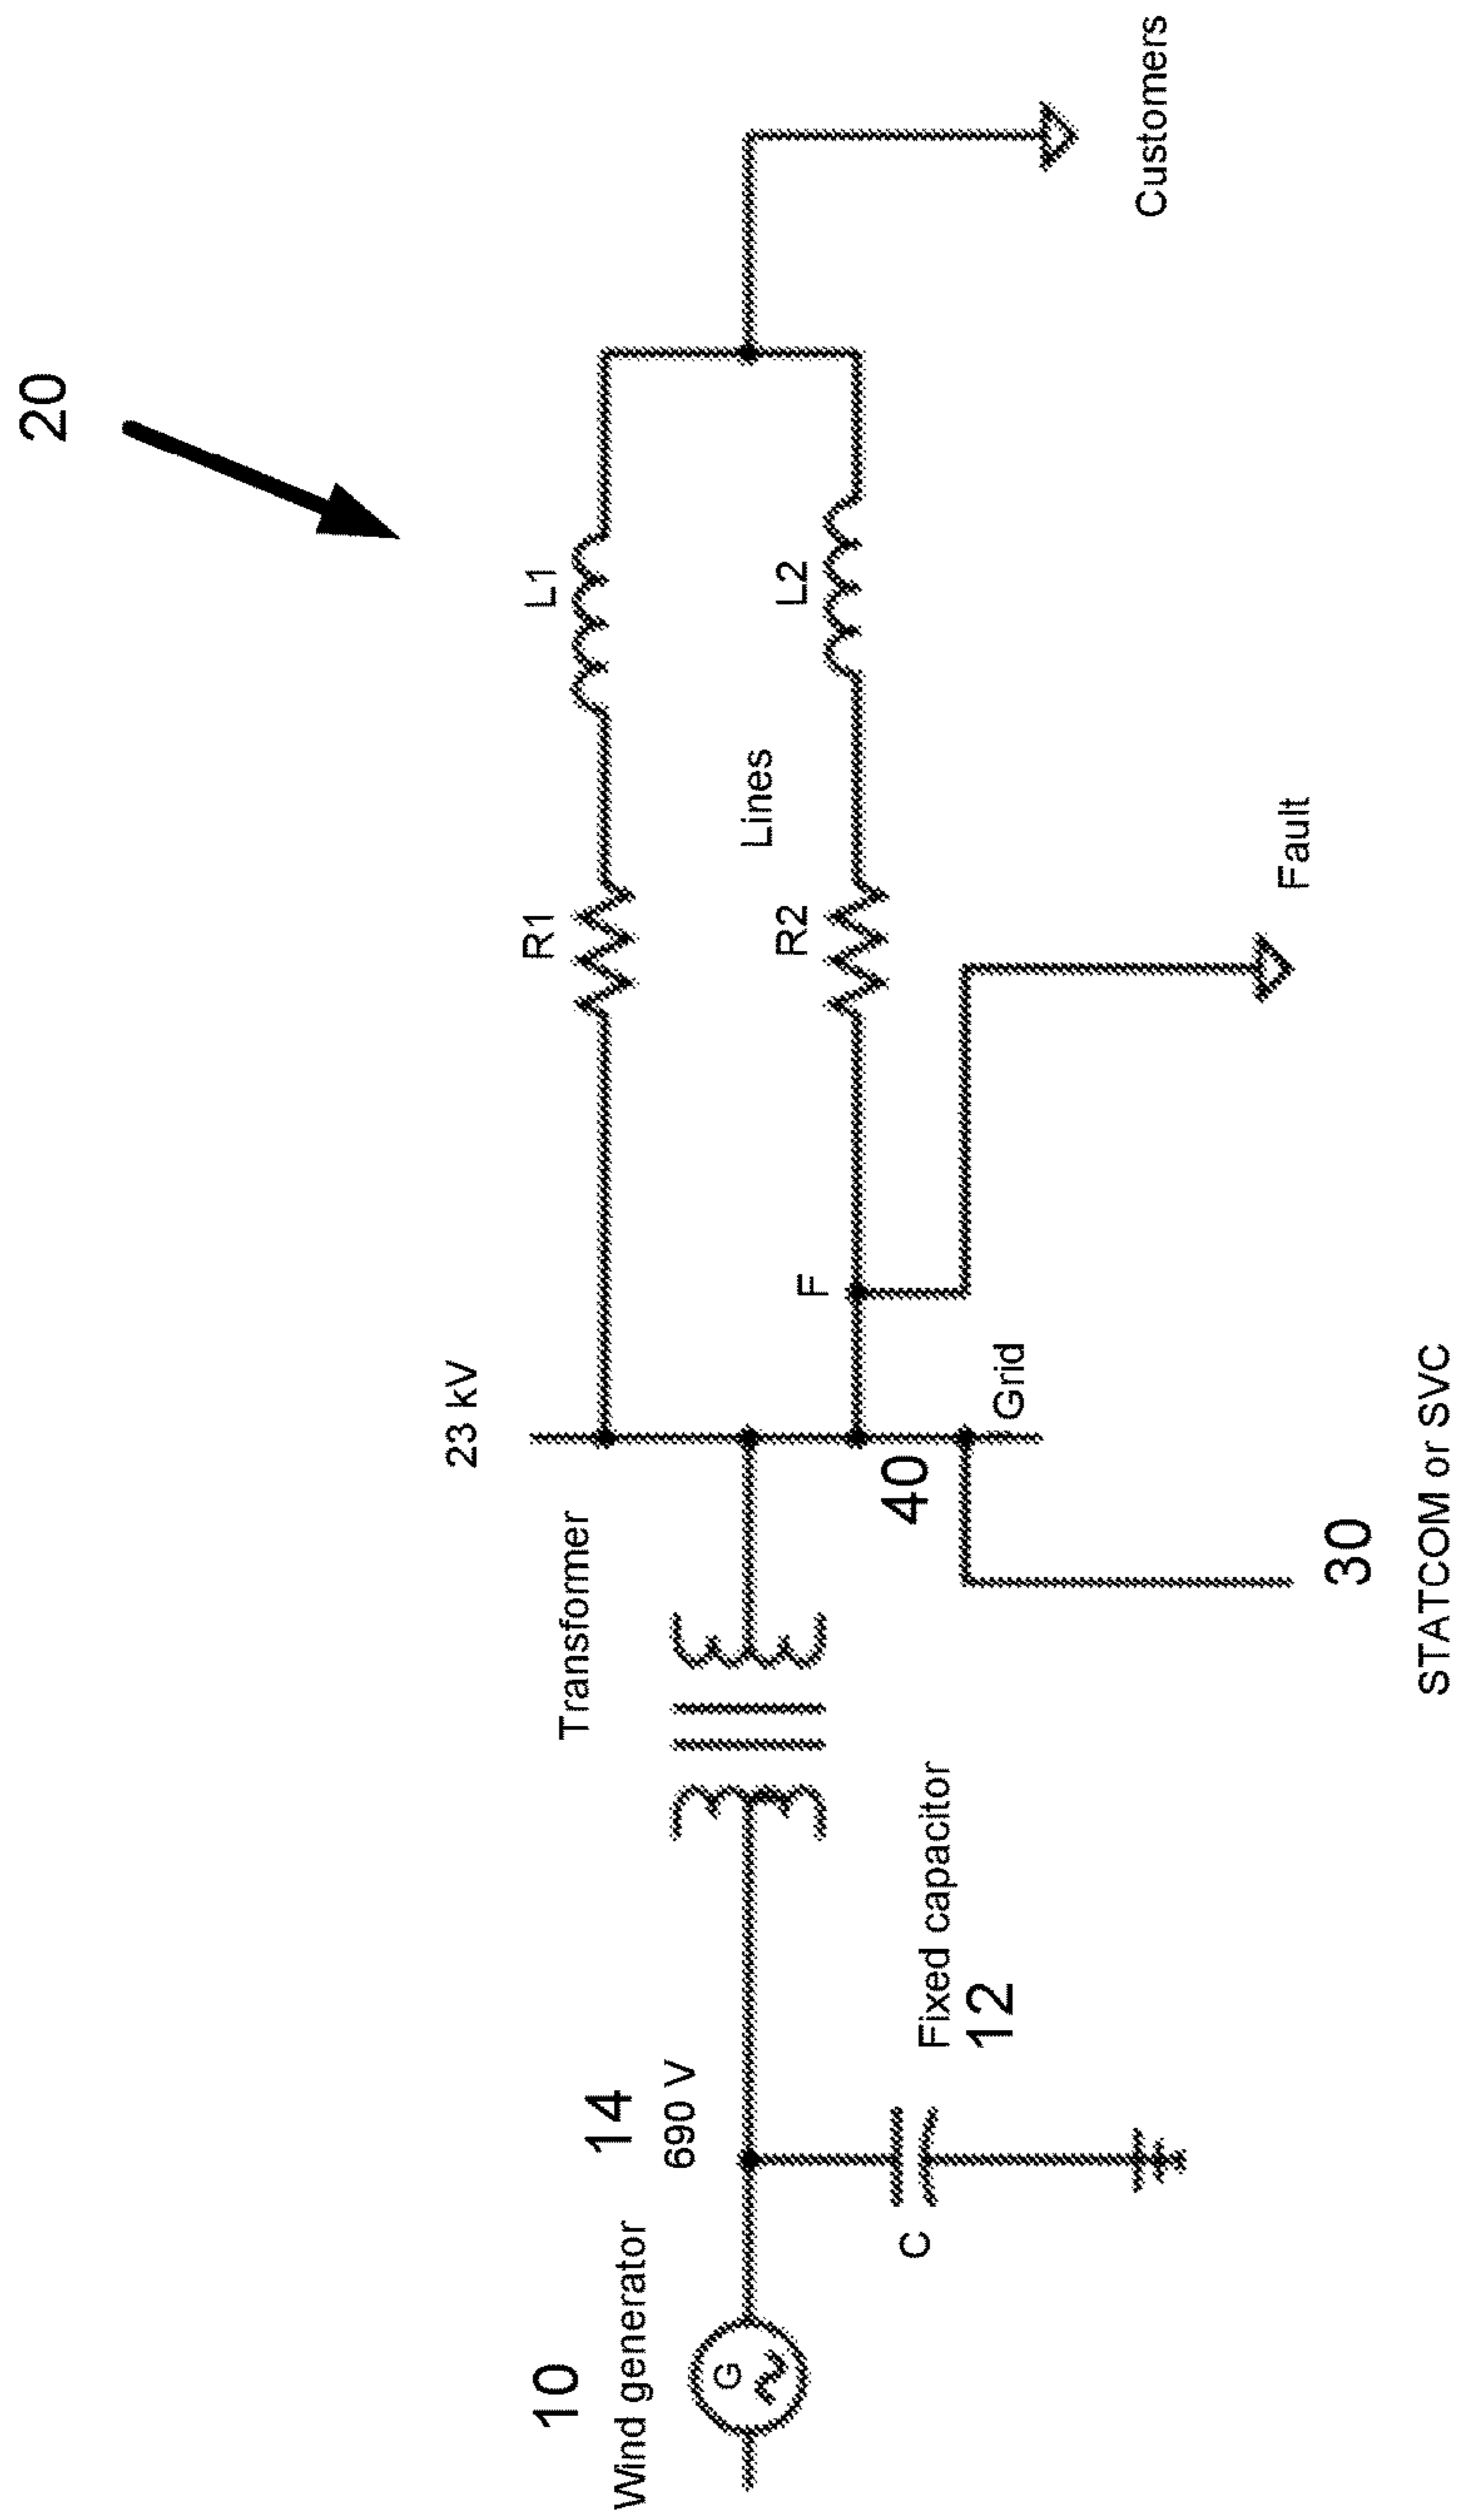 20
L1
R1
L2
Lines
R2
Customers
23 kV
F
Fault
Transformer
Grid
40
30
STATCOM or SVC
10
Wind generator
G
14
690 V
C
Fixed capacitor
12